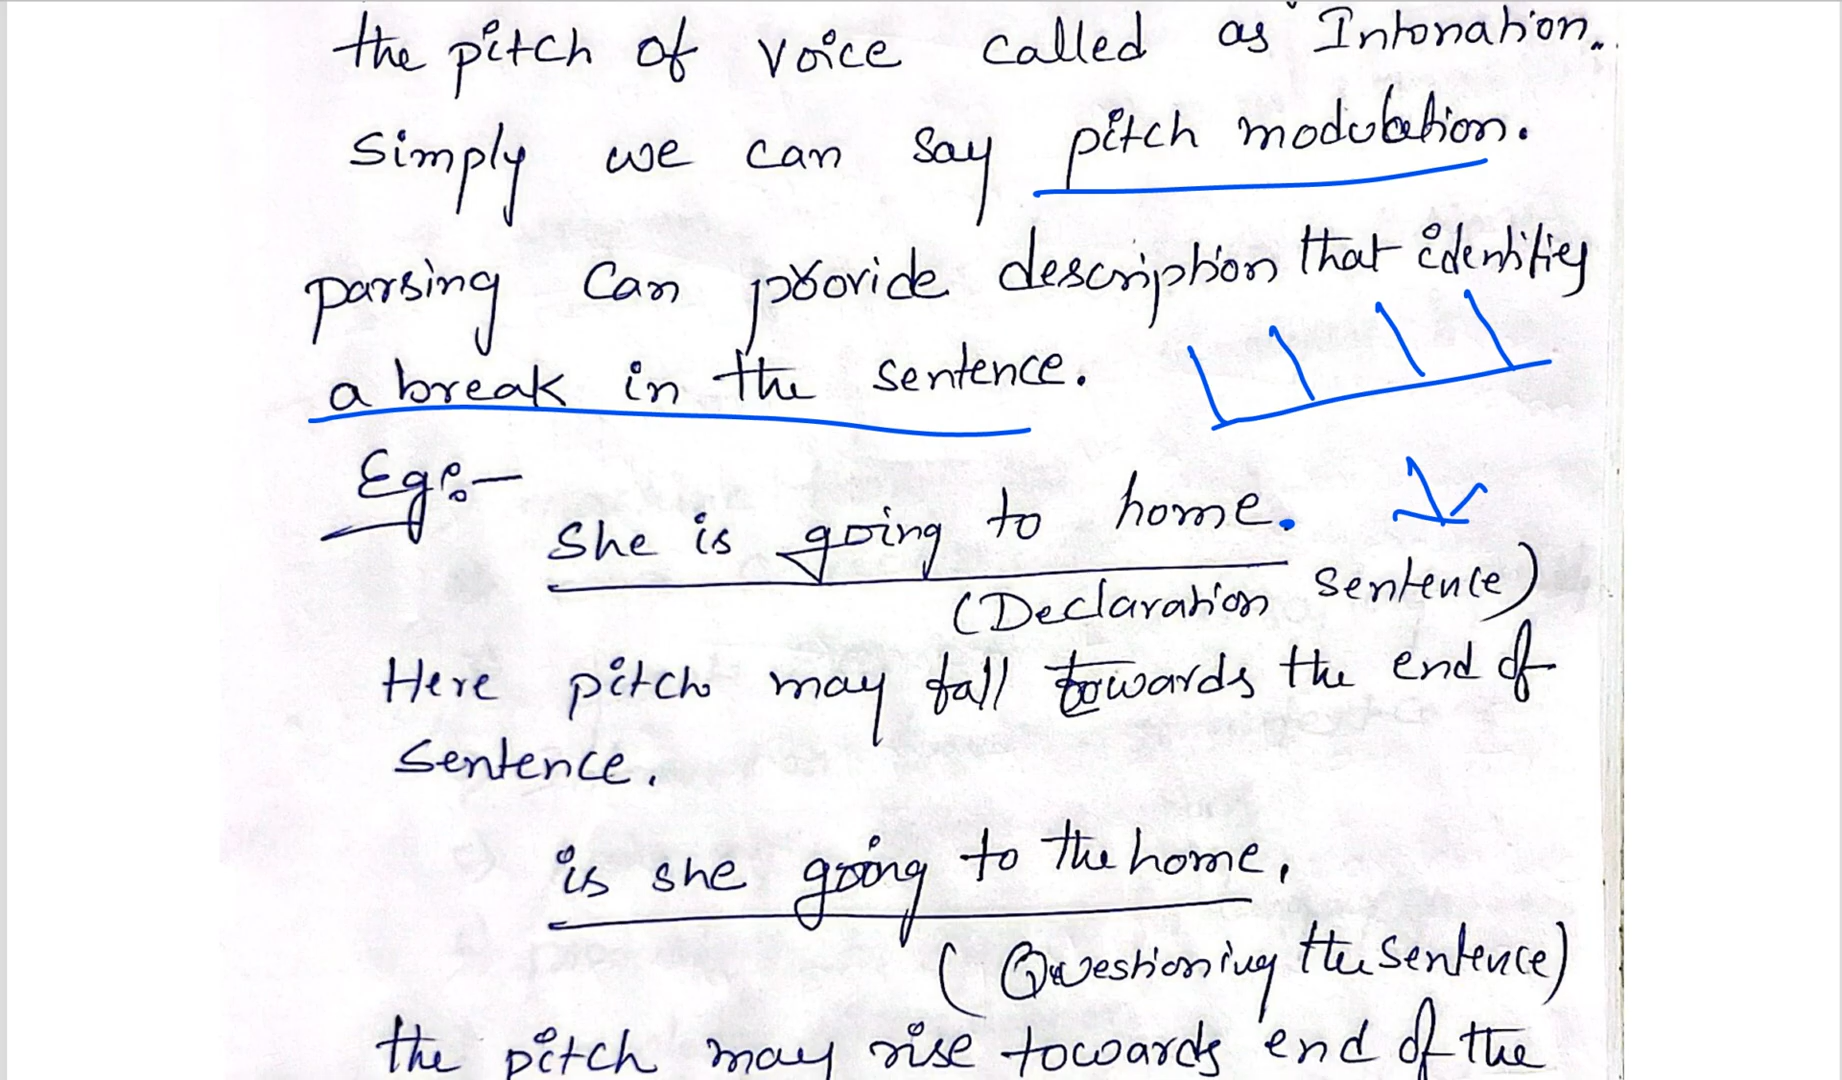 the pitch of voice called as Intonation.
Simply we can say pitch modulation.
parsing can provide description that identifies
a break in the sentence.
Eg:-
She is going to home.
(Declaration sentence)
Here pitch may fall towards the end of
sentence.
is she going to the home,
(Questioning the sentence)
the pitch may rise towards end of the